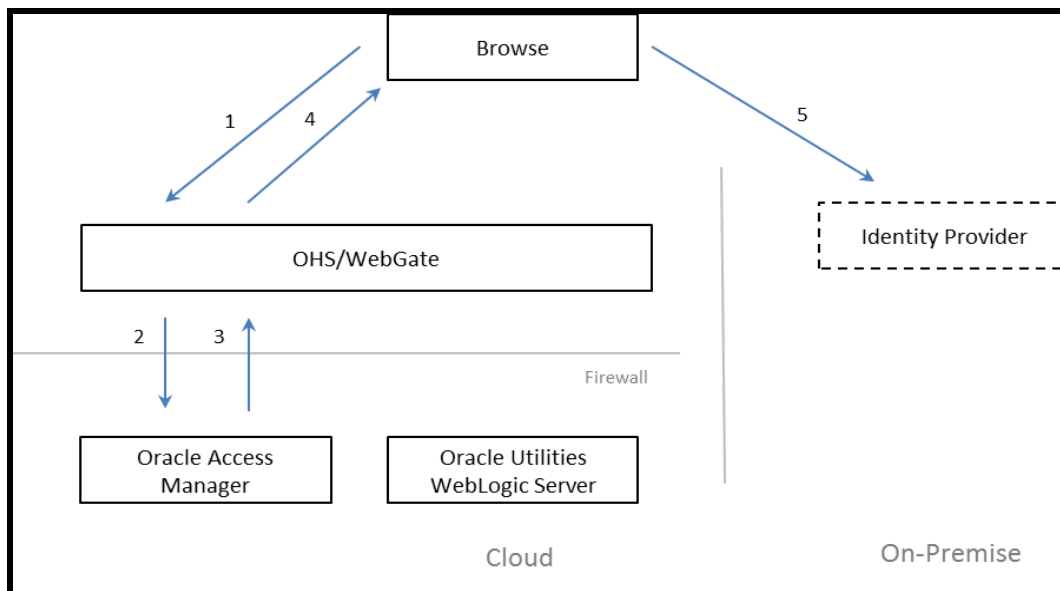 Browse
1
4
5
OHS/WebGate
Identity Provider
2
3
Firewall
Oracle Access
Manager
Oracle Utilities
WebLogic Server
Cloud
On-Premise